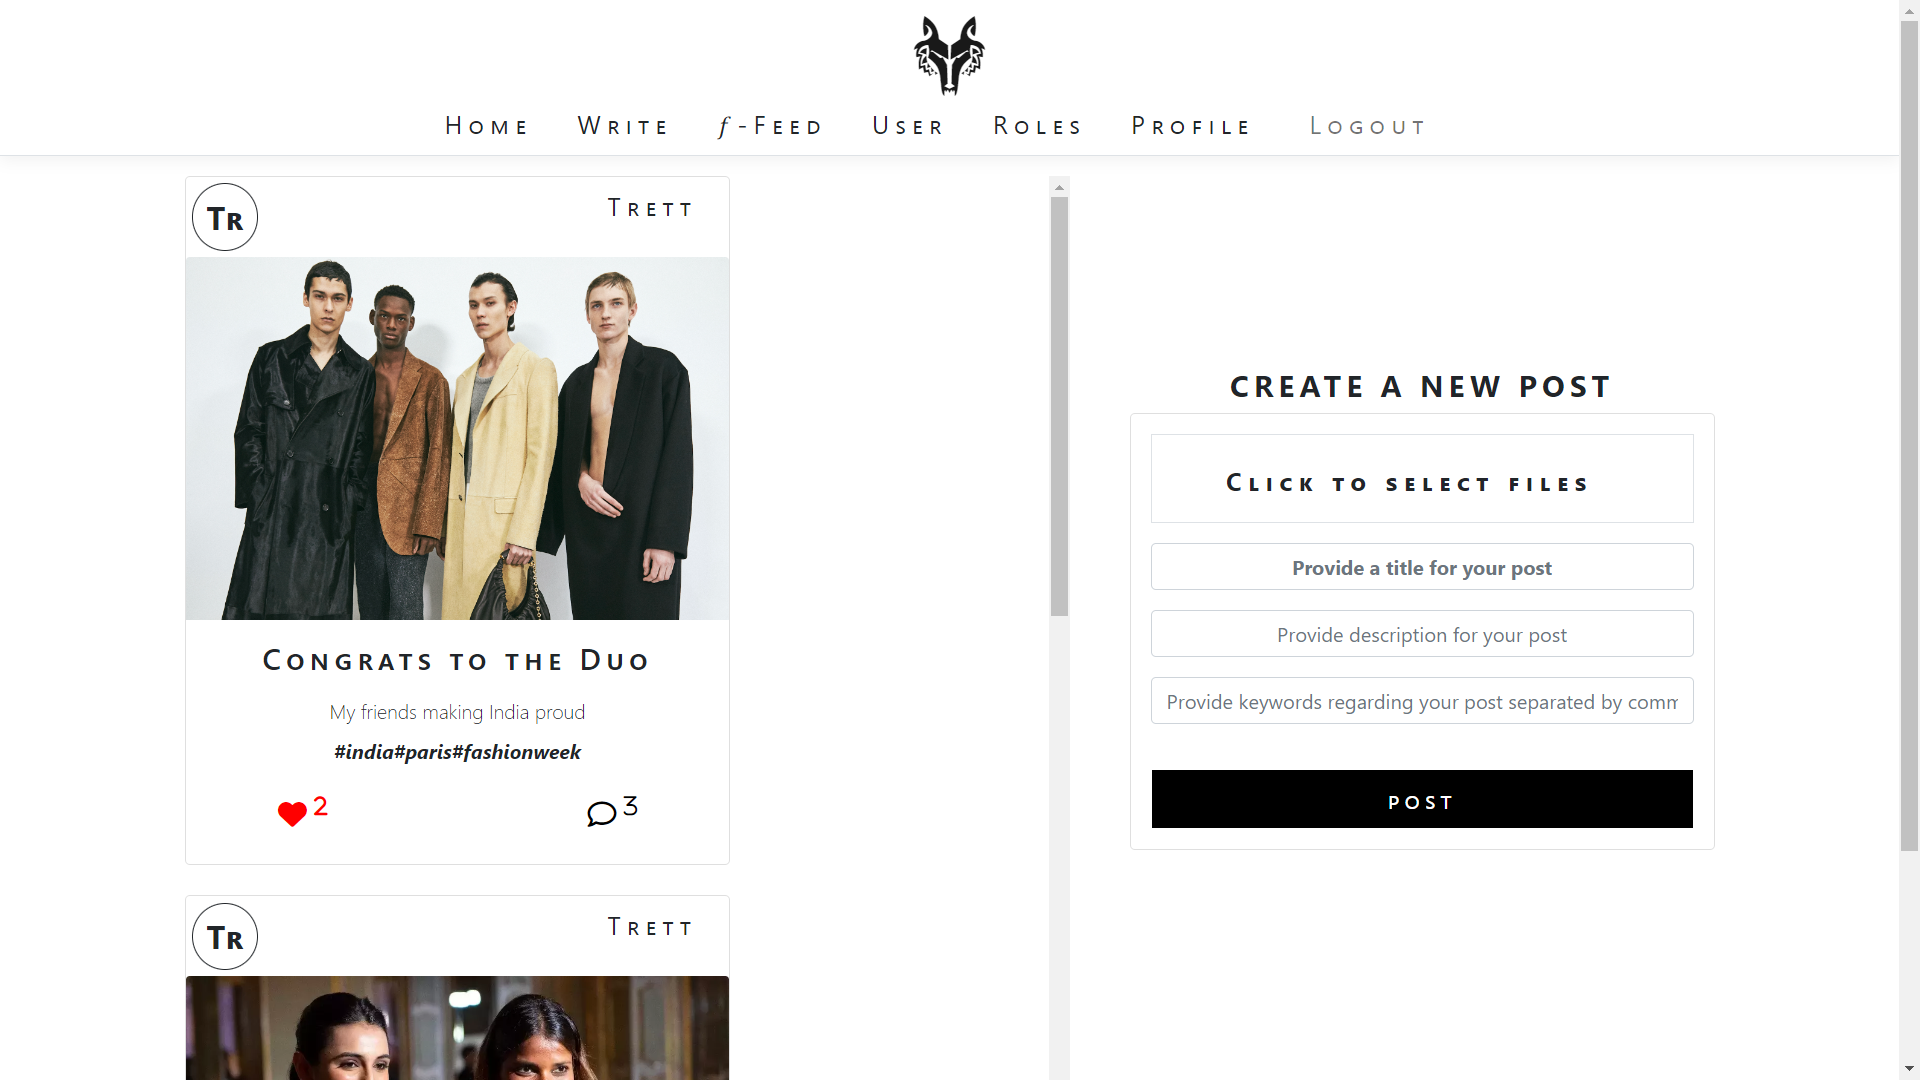 Home Write f-Feed User Roles Profile Logout
Tr Trett
Congrats to the Duo
My friends making India proud
#india#paris#fashionweek
2 3
Tr Trett
CREATE A NEW POST
Click to select files
Provide a title for your post
Provide description for your post
Provide keywords regarding your post separated by comm
POST